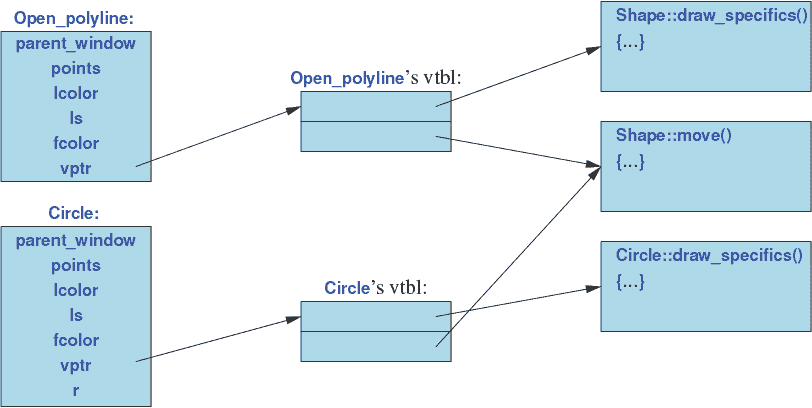 Open_polyline:
parent_window
points
lcolor
ls
fcolor
vptr
Open_polyline's vtbl:
Shape::draw_specifics()
{...}
Shape::move()
{...}
Circle:
parent_window
points
lcolor
ls
fcolor
vptr
r
Circle's vtbl:
Circle::draw_specifics()
{...}